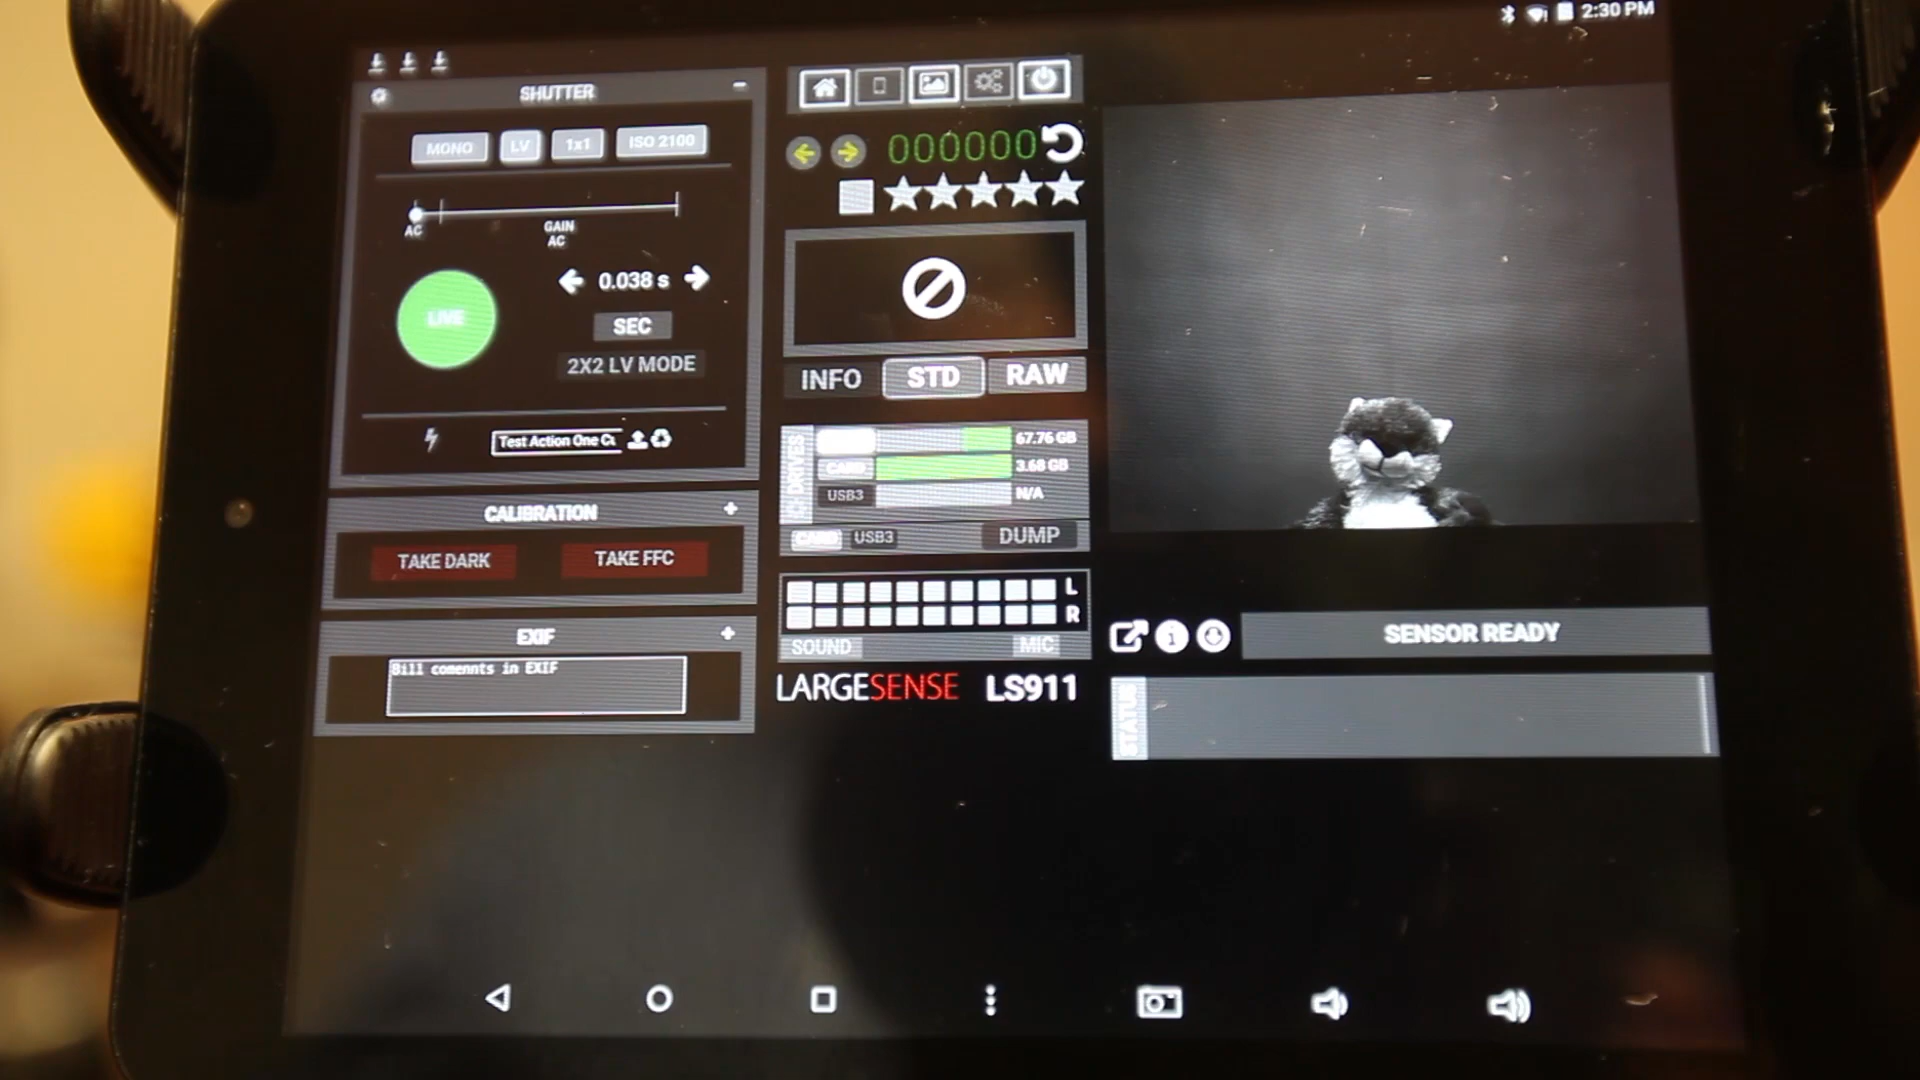 2:30 PM
SHUTTER
MONO LV 1x1 ISO 2100
AC
GAIN
AC
0.038 s
LIVE
SEC
2X2 LV MODE
Test Action One
CALIBRATION
TAKE DARK TAKE FFC
EXIF
Bill comennts in EXIF
000000
INFO STD RAW
DRIVES
67.76 GB
CARD 3.68 GB
USB3 N/A
CARD USB3 DUMP
L
R
SOUND MIC
LARGESENSE LS911
SENSOR READY
STATUS